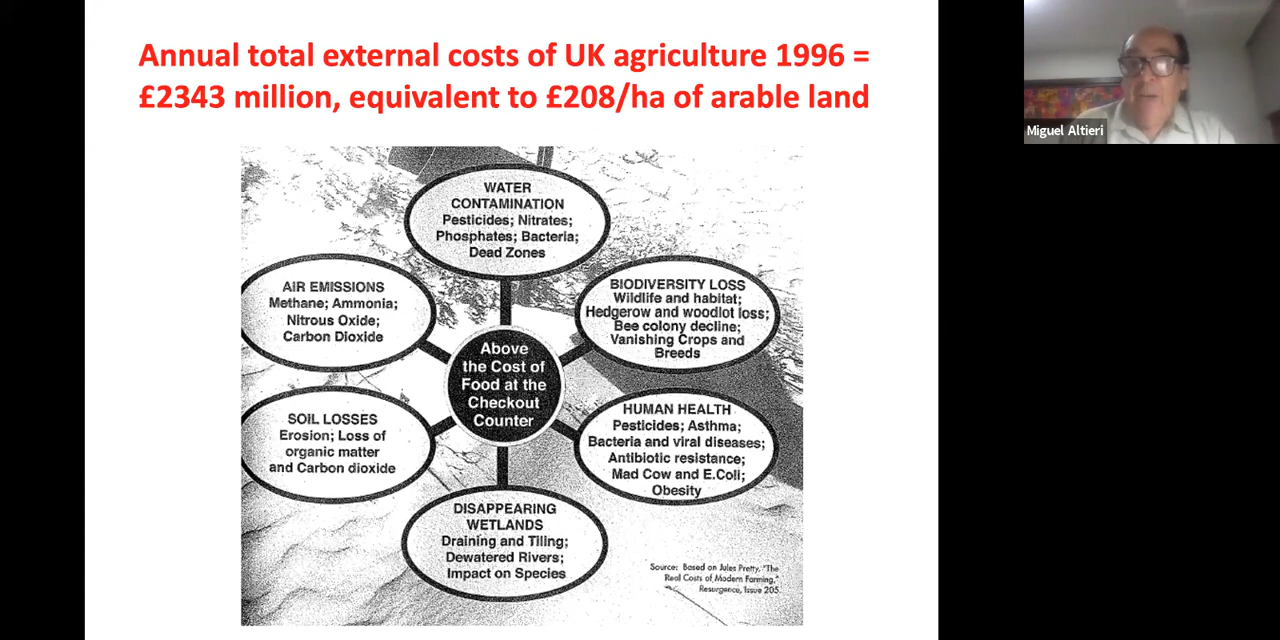 Annual total external costs of UK agriculture 1996 =
£2343 million, equivalent to £208/ha of arable land
Miguel Altieri
WATER
CONTAMINATION
Pesticides; Nitrates;
Phosphates; Bacteria;
Dead Zones
AIR EMISSIONS
Methane; Ammonia;
Nitrous Oxide;
Carbon Dioxide
BIODIVERSITY LOSS
Wildlife and habitat;
Hedgerow and woodlot loss;
Bee colony decline;
Vanishing Crops and
Breeds
Above
the Cost of
Food at the
Checkout
Counter
SOIL LOSSES
Erosion; Loss of
organic matter
and Carbon dioxide
HUMAN HEALTH
Pesticides; Asthma;
Bacteria and viral diseases;
Antibiotic resistance;
Mad Cow and E.Coli;
Obesity
DISAPPEARING
WETLANDS
Draining and Tiling;
Dewatered Rivers;
Impact on Species
Source: Based on Jules Pretty, "The
Real Costs of Modern Farming,"
Resurgence, Issue 205.